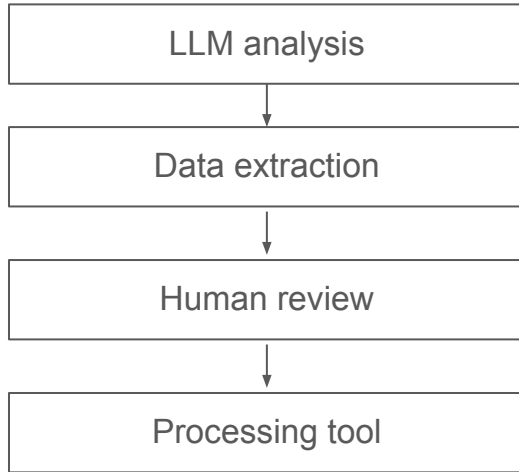 LLM analysis
Data extraction
Human review
Processing tool